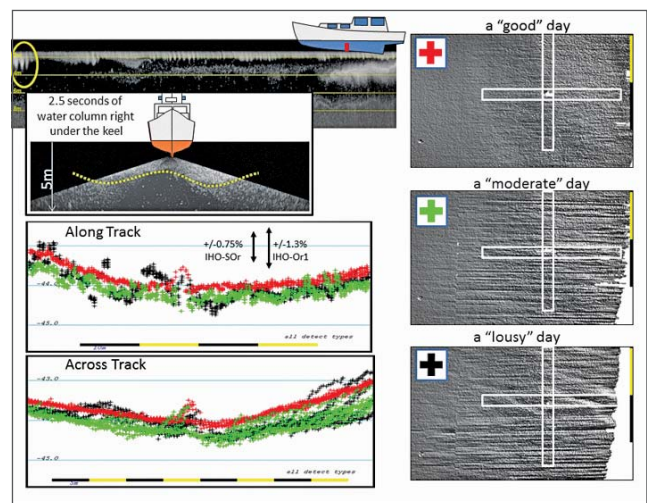 2.5 seconds of
water column right
under the keel
5m
Along Track
+/-0.75%
IHO-SOr
+/-1.3%
IHO-Or1
-44.0
-45.0
all detect types
Across Track
-43.0
-45.0
all detect types
a “good” day
a “moderate” day
a “lousy” day